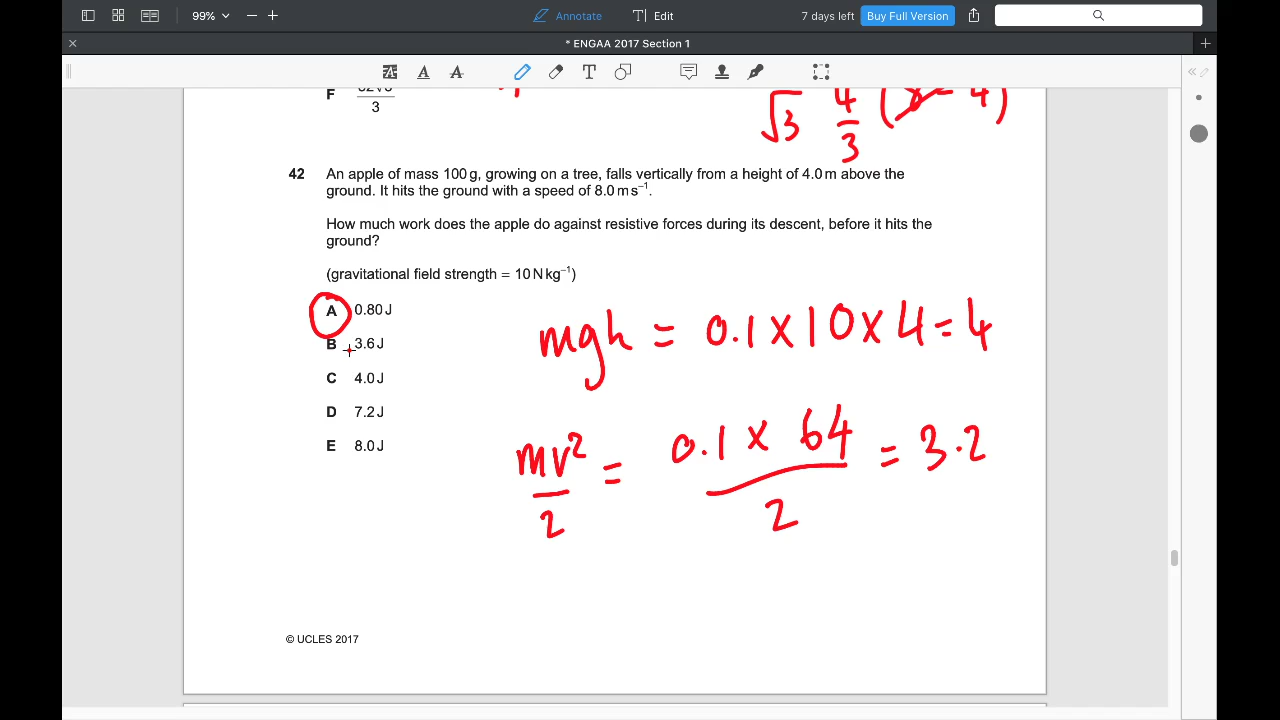 99%
Annotate
Edit
7 days left
Buy Full Version
* ENGAA 2017 Section 1
F
3
√3 4/3 (8 - 4)
42 An apple of mass 100 g, growing on a tree, falls vertically from a height of 4.0 m above the
ground. It hits the ground with a speed of 8.0 m s⁻¹.
How much work does the apple do against resistive forces during its descent, before it hits the
ground?
(gravitational field strength = 10 N kg⁻¹)
A 0.80 J
B 3.6 J
C 4.0 J
D 7.2 J
E 8.0 J
mgh = 0.1 x 10 x 4 = 4
mv²/2 = 0.1 x 64/2 = 3.2
© UCLES 2017